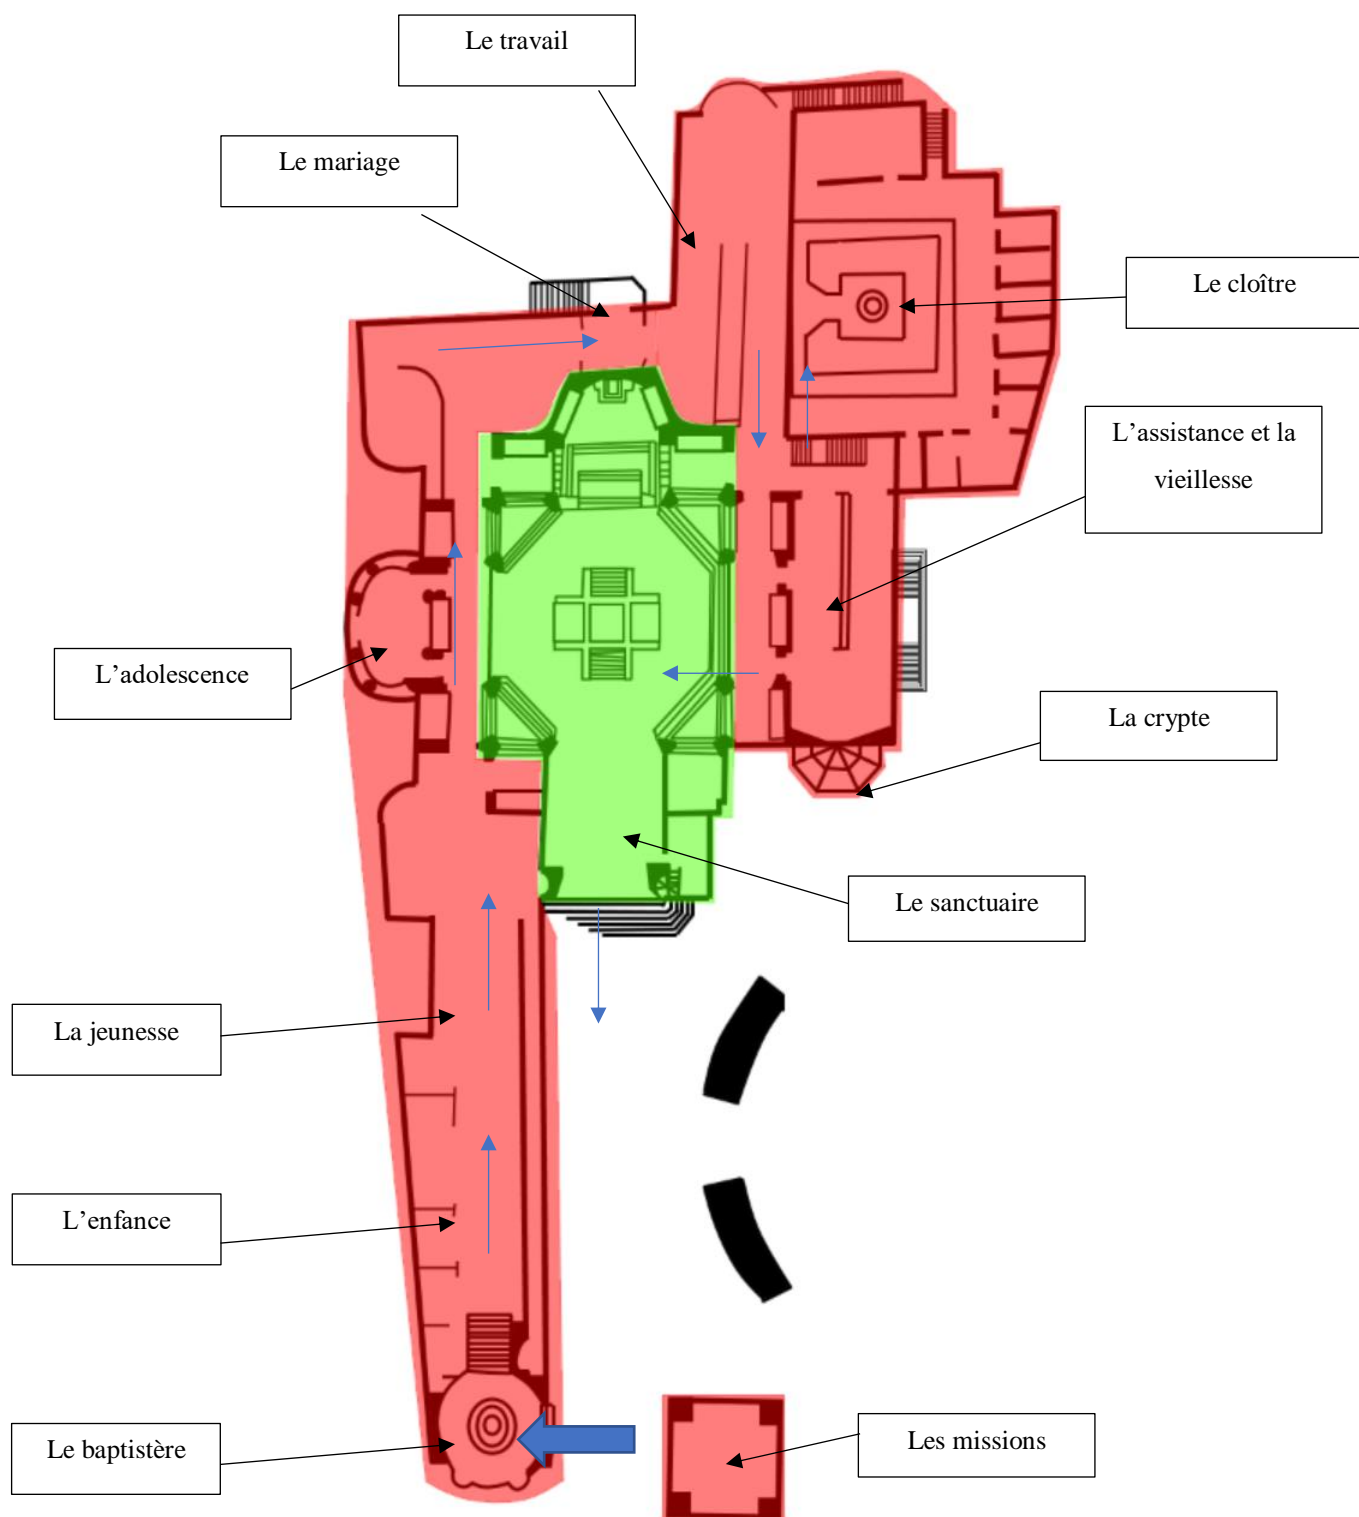 Le travail
Le mariage
Le cloître
L’assistance et la
vieillesse
L’adolescence
La crypte
Le sanctuaire
La jeunesse
L’enfance
Le baptistère
Les missions